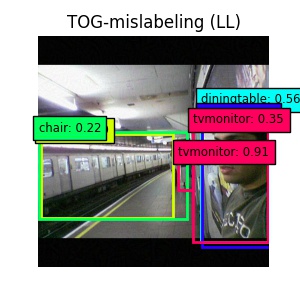 TOG-mislabeling (LL)
diningtable: 0.56
tvmonitor: 0.35
chair: 0.22
tvmonitor: 0.91